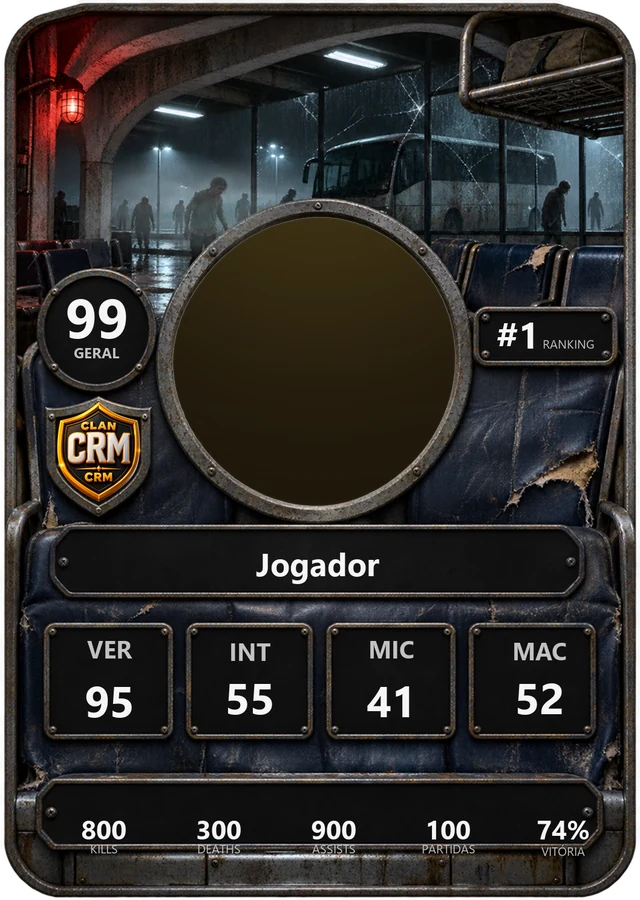 99
GERAL
#1 RANKING
CLAN
CRM
CRM
Jogador
VER INT MIC MAC
95 55 41 52
800 300 900 100 74%
KILLS DEATHS ASSISTS PARTIDAS VITÓRIA